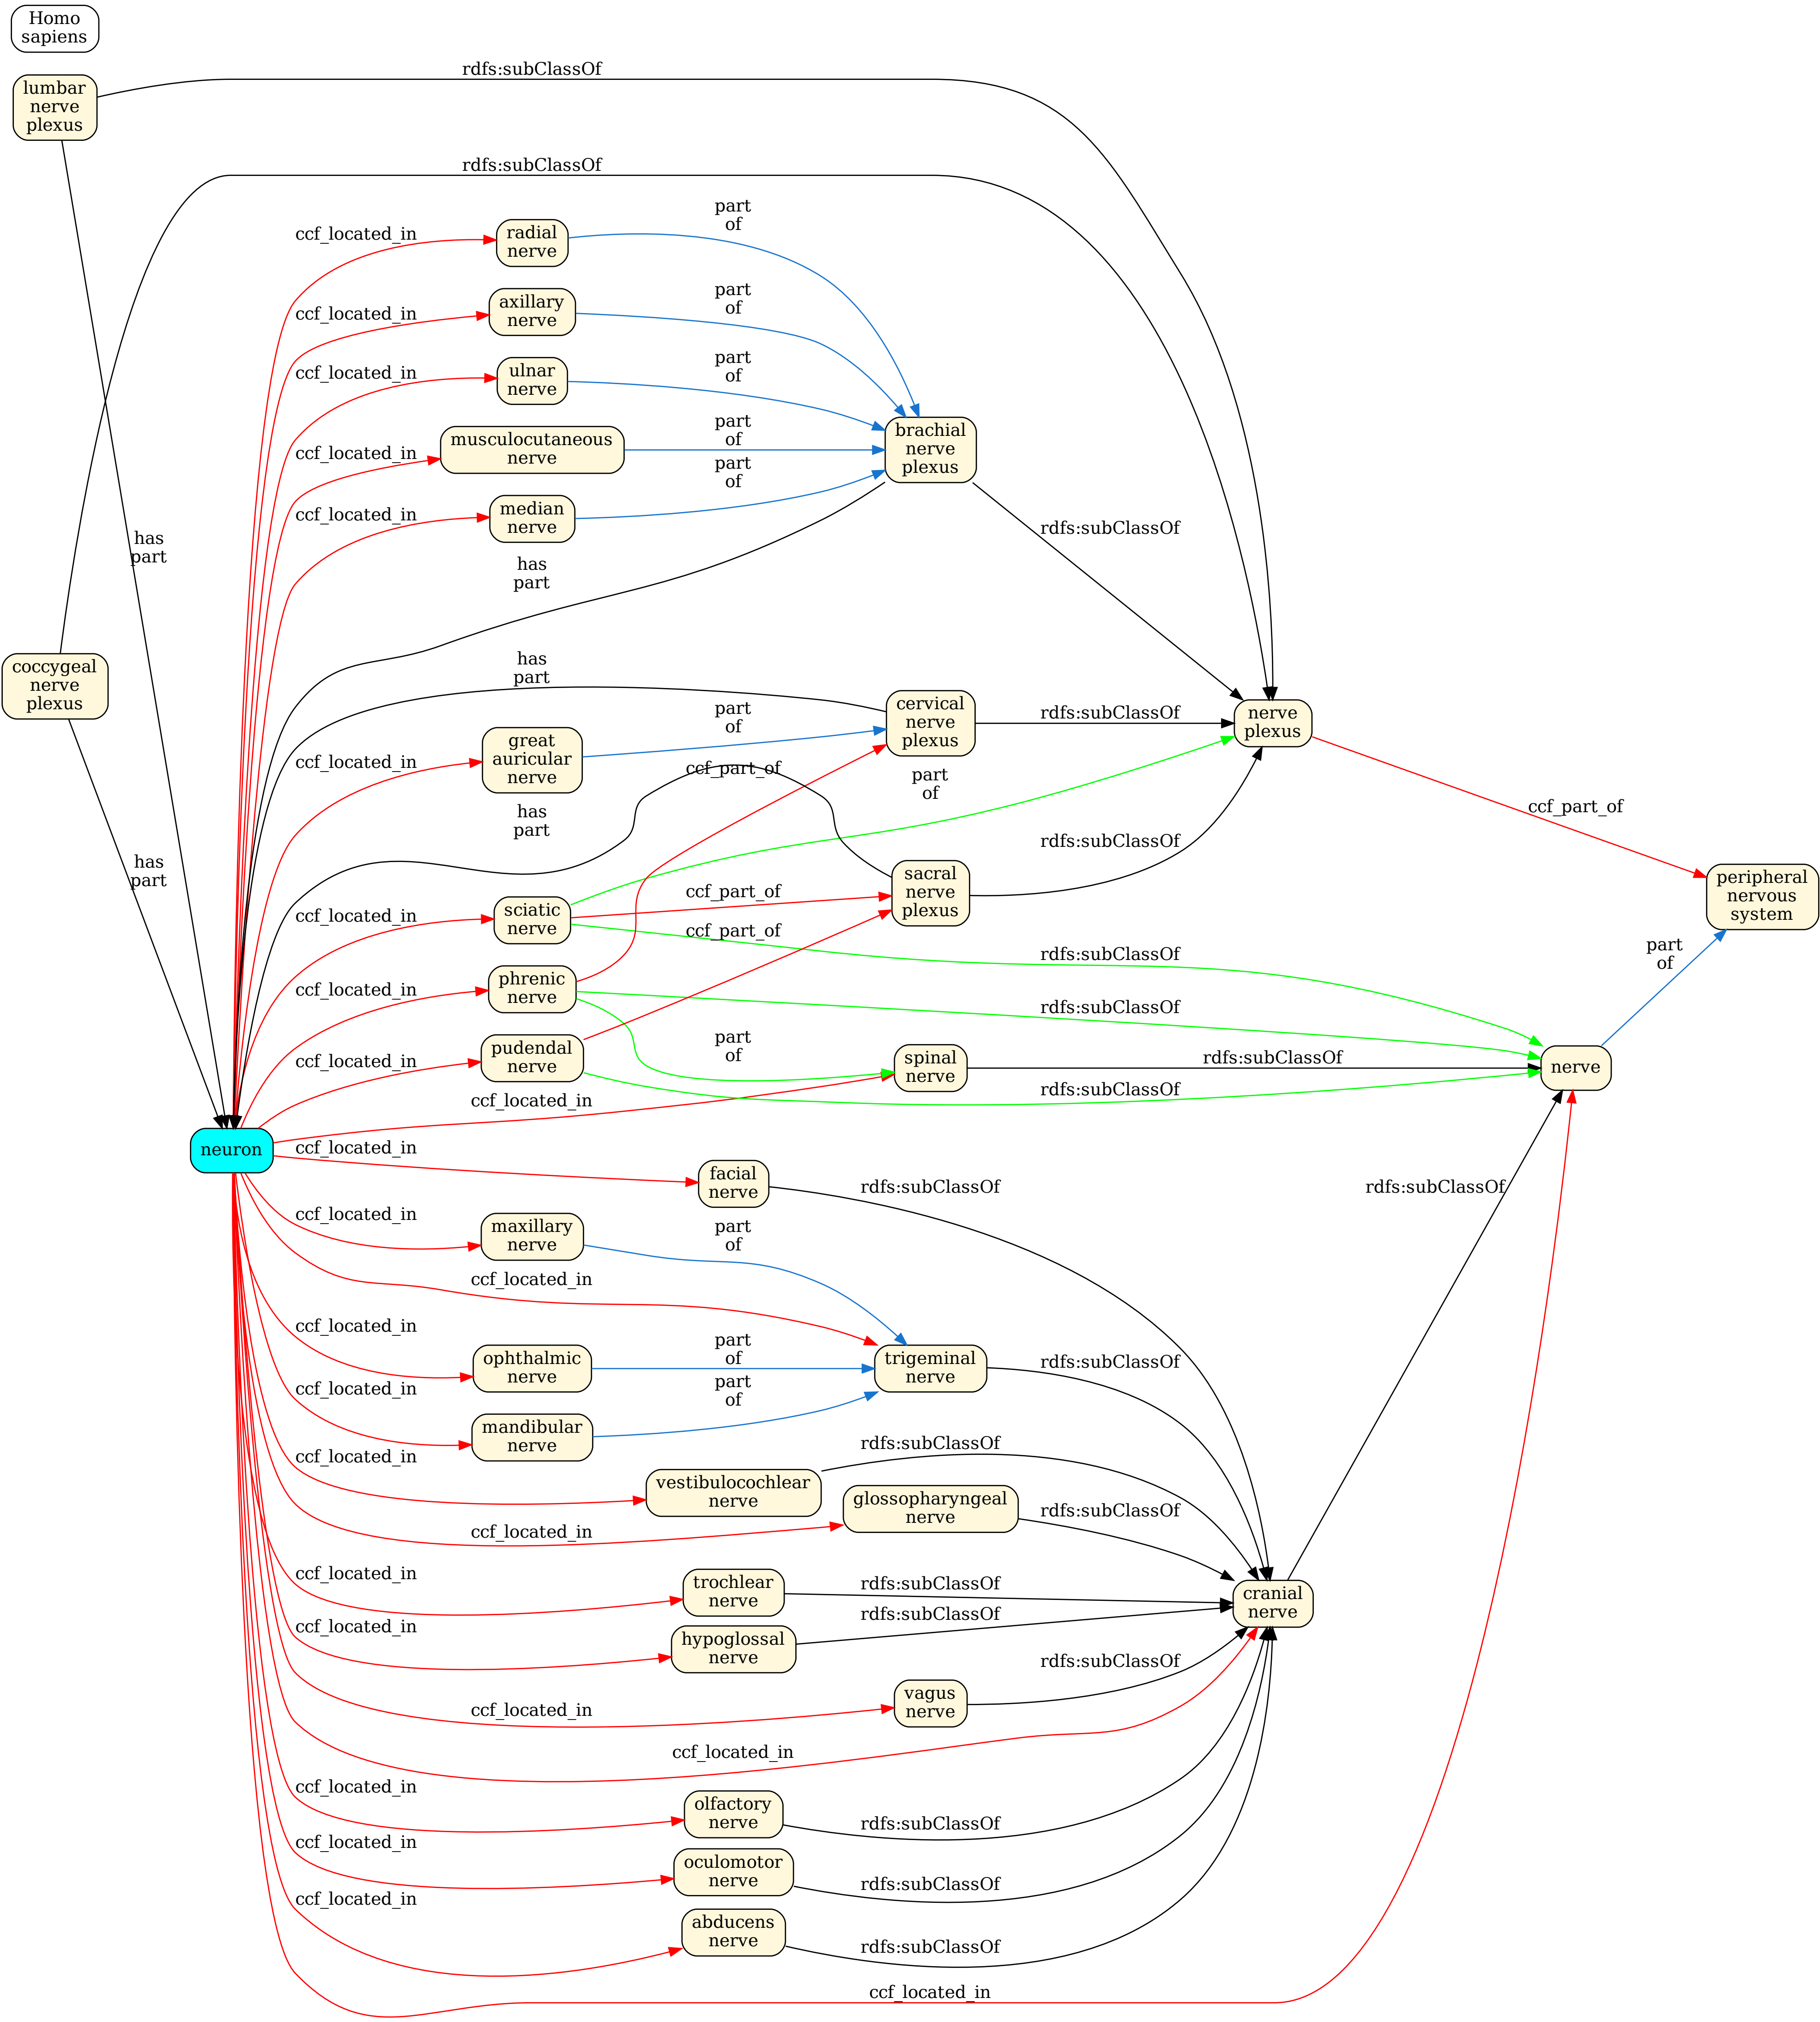 Homo
sapiens
lumbar
nerve
plexus
rdfs:subClassOf
rdfs:subClassOf
has
part
coccygeal
nerve
plexus
has
part
ccf_located_in
radial
nerve
part
of
ccf_located_in
axillary
nerve
part
of
ccf_located_in
ulnar
nerve
part
of
ccf_located_in
musculocutaneous
nerve
part
of
ccf_located_in
median
nerve
part
of
brachial
nerve
plexus
has
part
rdfs:subClassOf
has
part
cervical
nerve
plexus
rdfs:subClassOf
nerve
plexus
ccf_located_in
great
auricular
nerve
part
of
ccf_part_of
part
of
has
part
ccf_part_of
rdfs:subClassOf
sacral
nerve
plexus
peripheral
nervous
system
ccf_located_in
sciatic
nerve
ccf_part_of
ccf_part_of
rdfs:subClassOf
part
of
ccf_located_in
phrenic
nerve
rdfs:subClassOf
ccf_located_in
pudendal
nerve
part
of
spinal
nerve
rdfs:subClassOf
nerve
rdfs:subClassOf
ccf_located_in
neuron
ccf_located_in
facial
nerve
rdfs:subClassOf
rdfs:subClassOf
ccf_located_in
maxillary
nerve
part
of
ccf_located_in
ccf_located_in
ophthalmic
nerve
part
of
trigeminal
nerve
rdfs:subClassOf
ccf_located_in
mandibular
nerve
part
of
ccf_located_in
vestibulocochlear
nerve
rdfs:subClassOf
ccf_located_in
glossopharyngeal
nerve
rdfs:subClassOf
ccf_located_in
trochlear
nerve
rdfs:subClassOf
cranial
nerve
ccf_located_in
hypoglossal
nerve
rdfs:subClassOf
ccf_located_in
vagus
nerve
rdfs:subClassOf
ccf_located_in
ccf_located_in
olfactory
nerve
rdfs:subClassOf
ccf_located_in
oculomotor
nerve
rdfs:subClassOf
ccf_located_in
abducens
nerve
rdfs:subClassOf
ccf_located_in